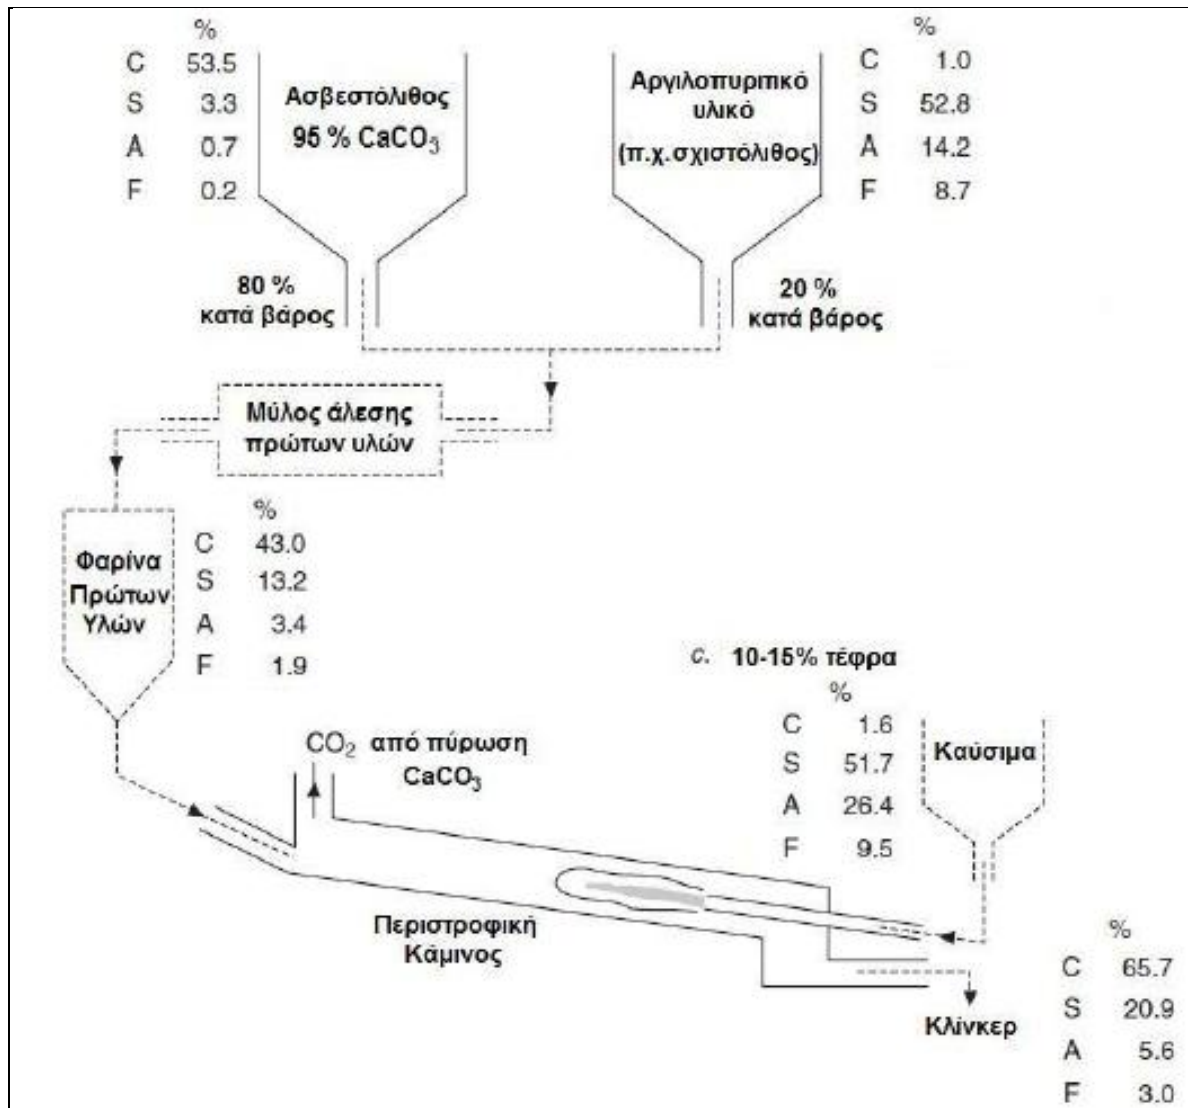 %
C 53.5
S 3.3
A 0.7
F 0.2
Ασβεστόλιθος
95 % CaCO₃
Αργιλοπυριτικό
υλικό
(π.χ.σχιστόλιθος)
%
C 1.0
S 52.8
A 14.2
F 8.7
80 %
κατά βάρος
20 %
κατά βάρος
Μύλος άλεσης
πρώτων υλών
Φαρίνα
Πρώτων
Υλών
%
C 43.0
S 13.2
A 3.4
F 1.9
CO₂ από πύρωση
CaCO₃
c. 10-15% τέφρα
%
C 1.6
S 51.7
A 26.4
F 9.5
Καύσιμα
Περιστροφική
Κάμινος
Κλίνκερ
%
C 65.7
S 20.9
A 5.6
F 3.0